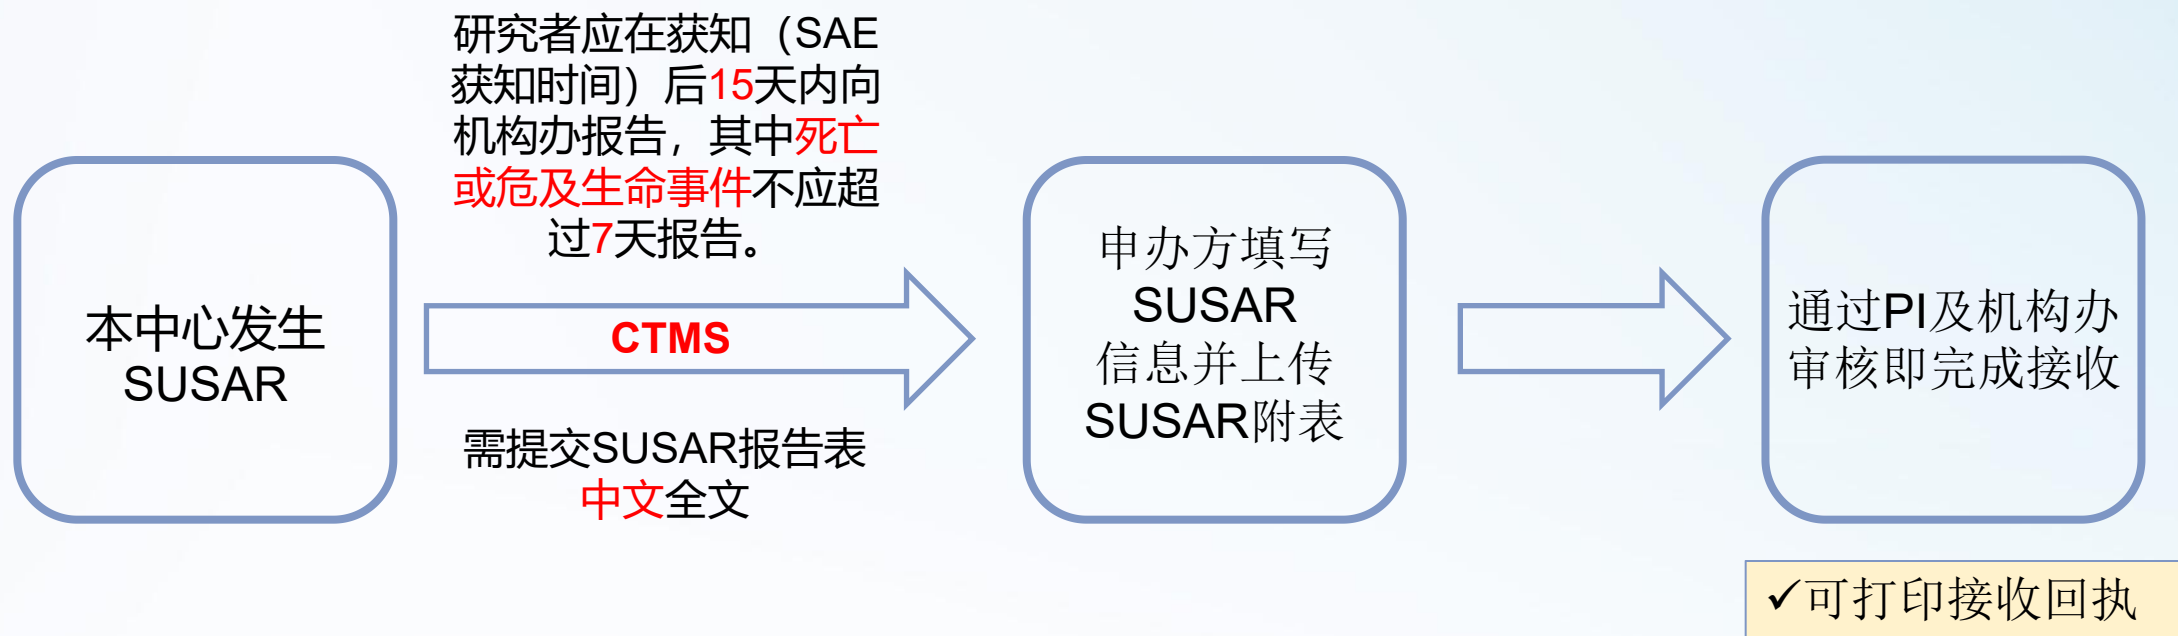 本中心发生
SUSAR
研究者应在获知（SAE
获知时间）后15天内向
机构办报告，其中死亡
或危及生命事件不应超
过7天报告。
CTMS
需提交SUSAR报告表
中文全文
申办方填写
SUSAR
信息并上传
SUSAR附表
通过PI及机构办
审核即完成接收
✓可打印接收回执